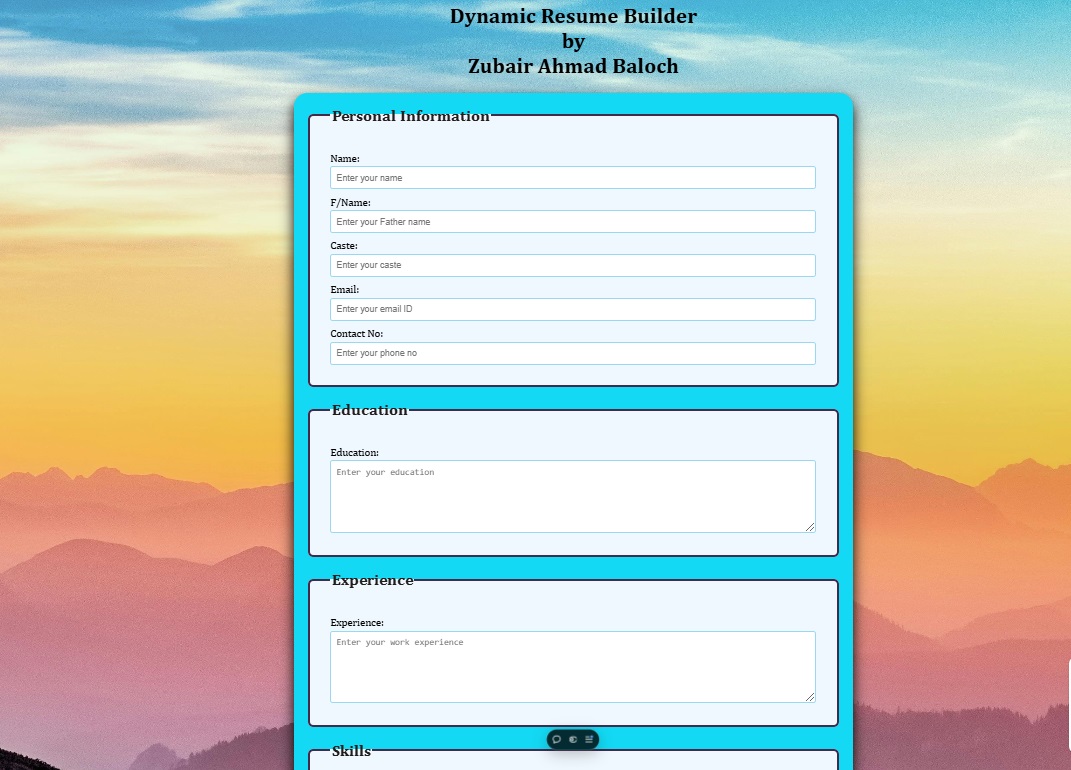 Dynamic Resume Builder
by
Zubair Ahmad Baloch
Personal Information
Name:
Enter your name
F/Name:
Enter your Father name
Caste:
Enter your caste
Email:
Enter your email ID
Contact No:
Enter your phone no
Education
Education:
Enter your education
Experience
Experience:
Enter your work experience
Skills